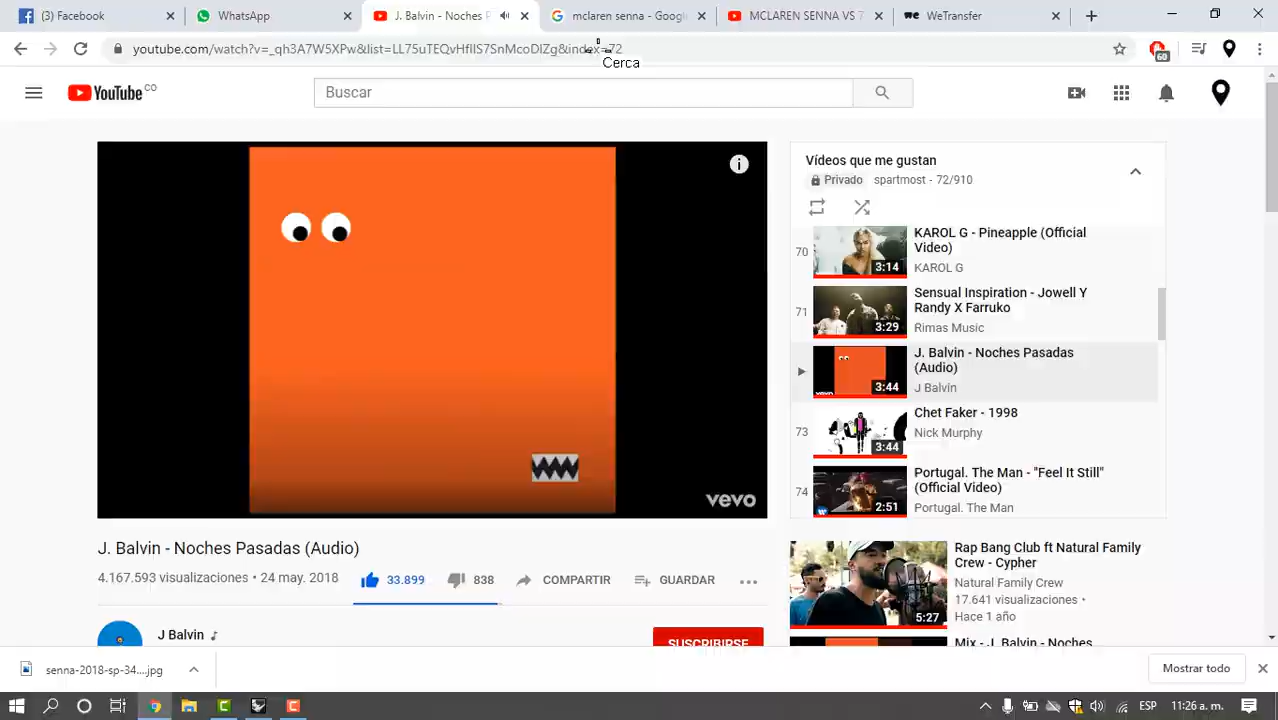 (3) Facebook
WhatsApp
J. Balvin - Noches P
mclaren senna - Goog
MCLAREN SENNA VS 7
WeTransfer
youtube.com/watch?v=_qh3A7W5XPw&list=LL75uTEQvHfIIS7SnMcoDIZg&index=72
60
Cerca
YouTube CO
Buscar
Vídeos que me gustan
Privado spartmost - 72/910
70
KAROL G - Pineapple (Official
Video)
KAROL G
3:14
71
Sensual Inspiration - Jowell Y
Randy X Farruko
Rimas Music
3:29
J. Balvin - Noches Pasadas
(Audio)
J Balvin
3:44
73
Chet Faker - 1998
Nick Murphy
3:44
74
Portugal. The Man - "Feel It Still"
(Official Video)
Portugal. The Man
2:51
vevo
J. Balvin - Noches Pasadas (Audio)
4.167.593 visualizaciones • 24 may. 2018
33.899
838
COMPARTIR
GUARDAR
J Balvin
SUSCRIBIRSE
Rap Bang Club ft Natural Family
Crew - Cypher
Natural Family Crew
17.641 visualizaciones •
Hace 1 año
5:27
Mix - J. Balvin - Noches
senna-2018-sp-34....jpg
Mostrar todo
ESP
11:26 a. m.